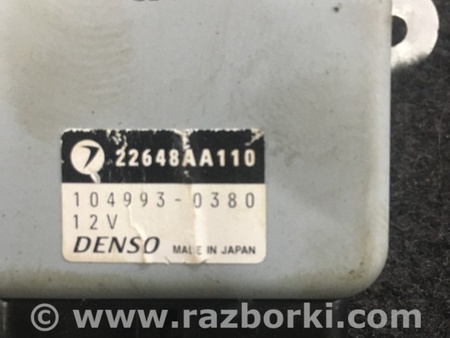 22648AA110
104993-0380
12V
DENSO MADE IN JAPAN
© www.razborki.com